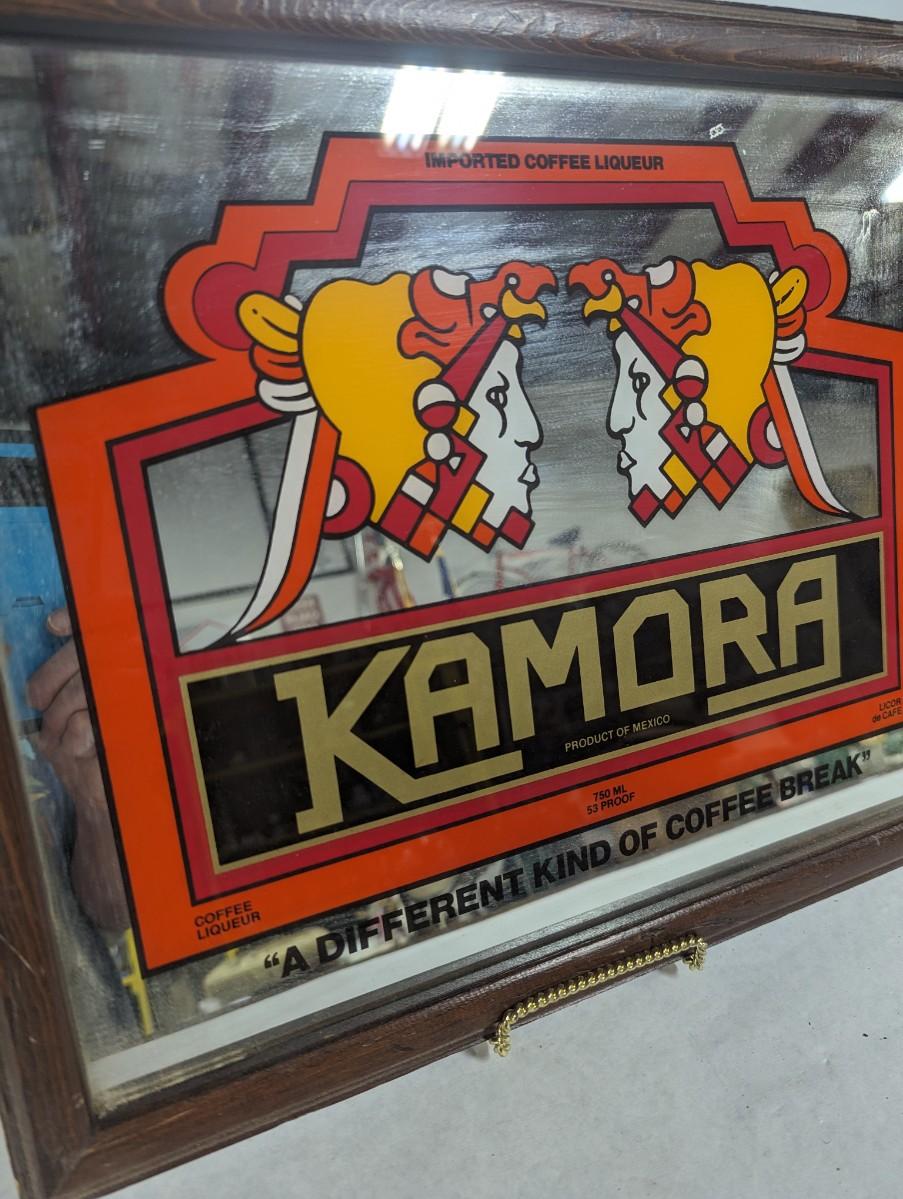 IMPORTED COFFEE LIQUEUR
KAMORA
PRODUCT OF MEXICO
LICOR
de CAFE
750 ML
53 PROOF
COFFEE
LIQUEUR
“A DIFFERENT KIND OF COFFEE BREAK”